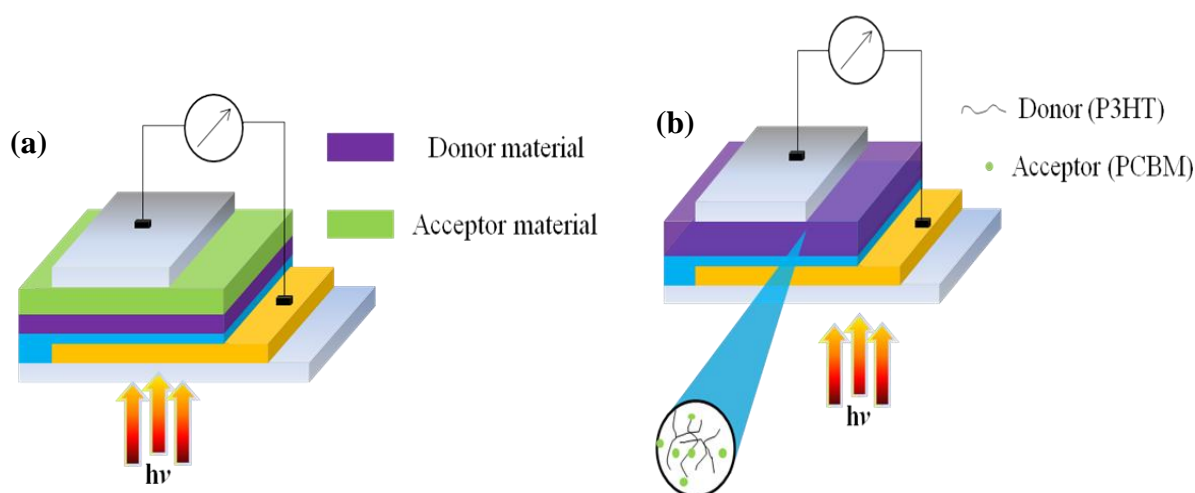 (a)
Donor material
Acceptor material
hν
(b)
Donor (P3HT)
Acceptor (PCBM)
hν